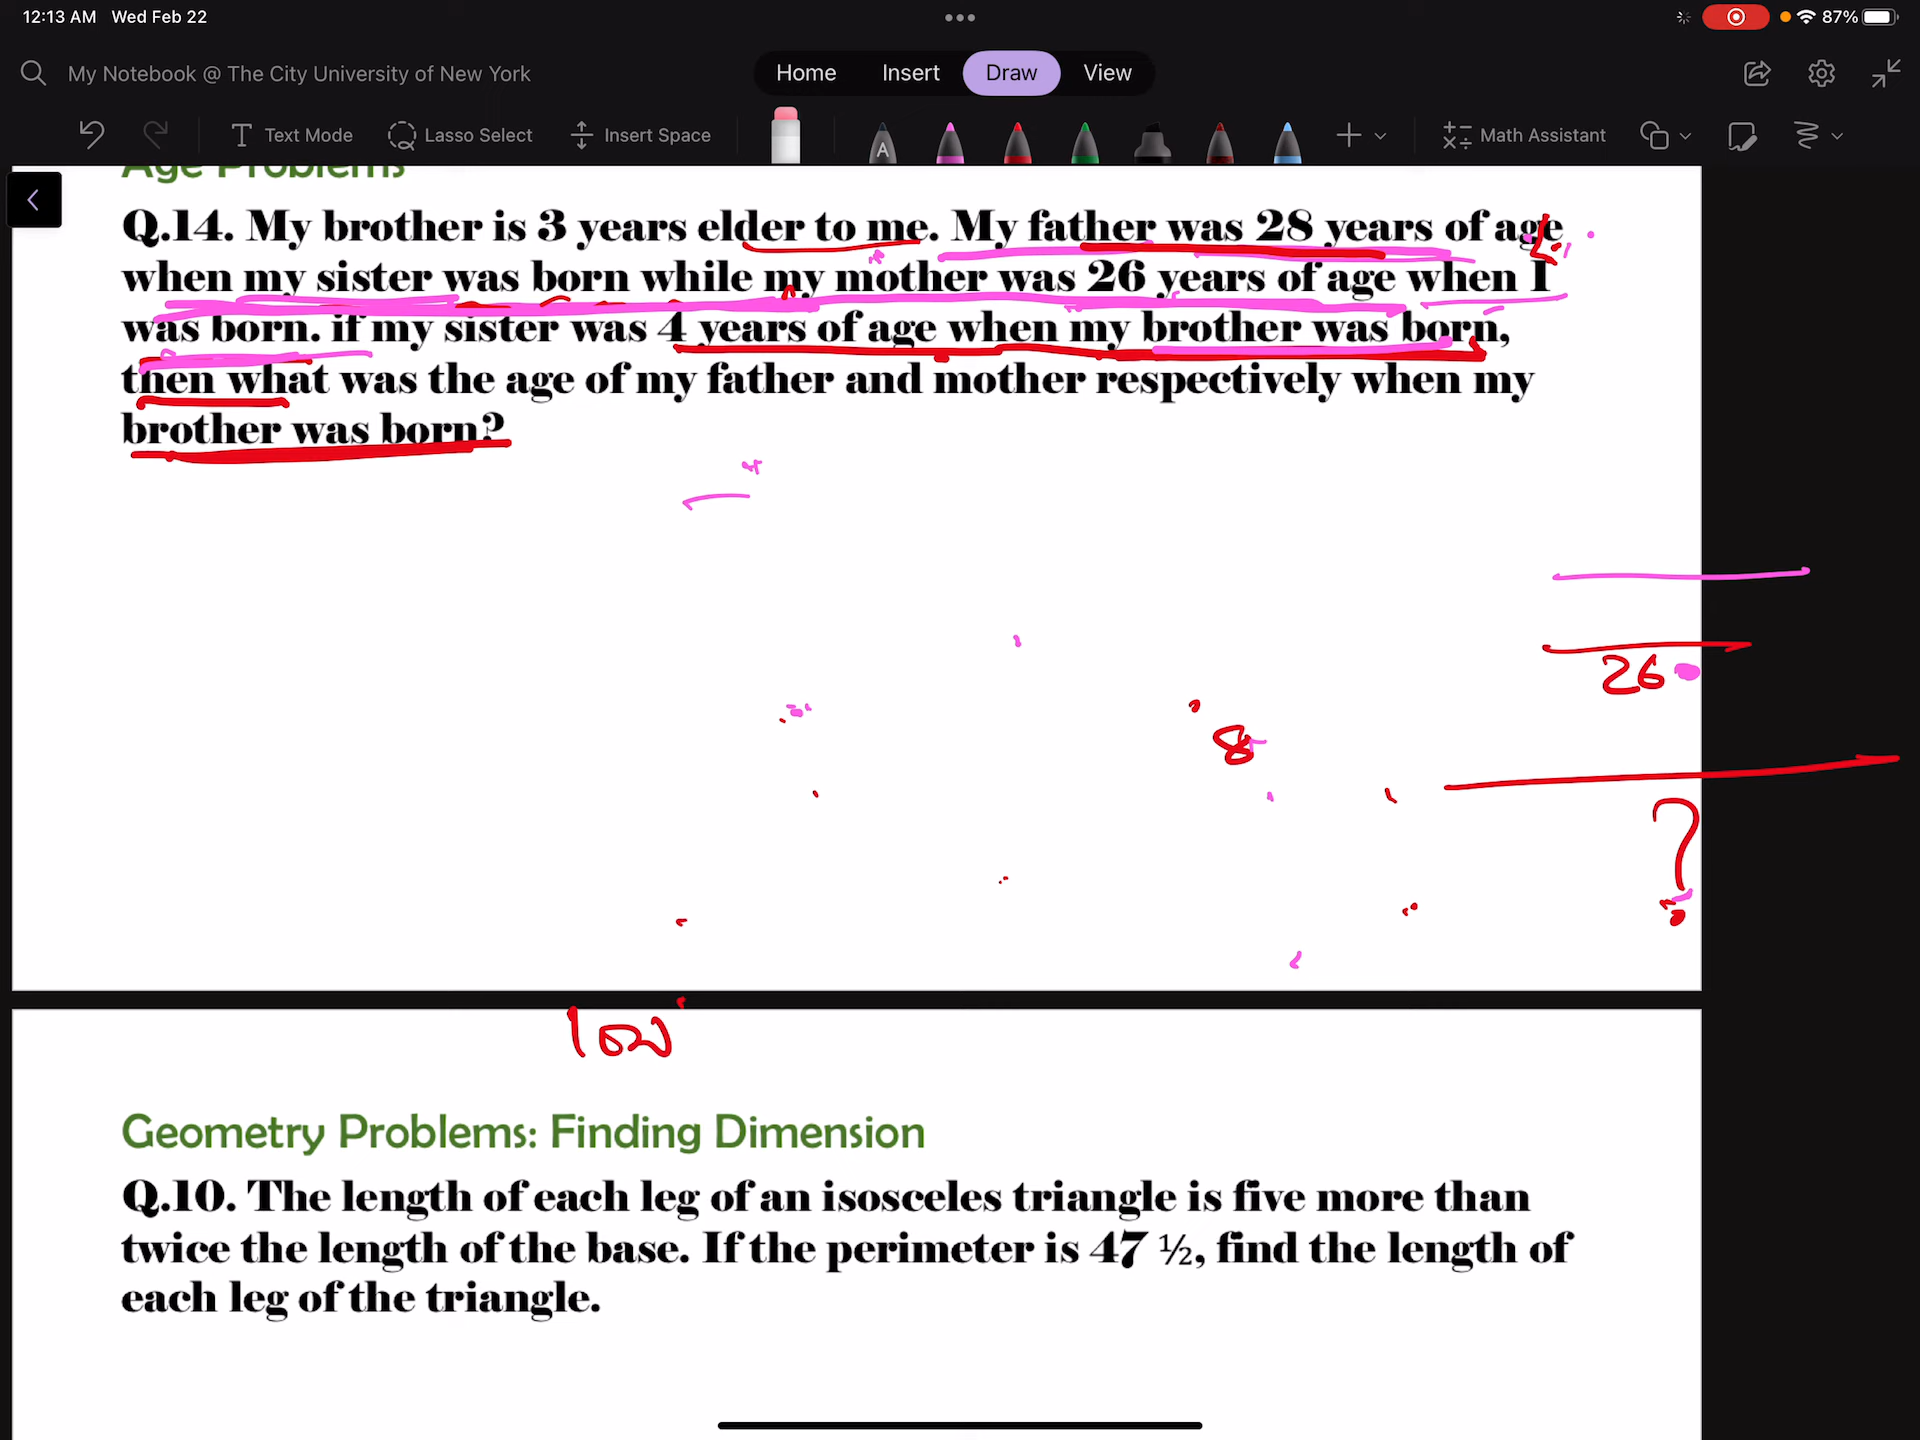 12:13 AM Wed Feb 22
87%
My Notebook @ The City University of New York
Home Insert Draw View
Text Mode Lasso Select Insert Space A Math Assistant
Age Problems
Q.14. My brother is 3 years elder to me. My father was 28 years of age
when my sister was born while my mother was 26 years of age when I
was born. if my sister was 4 years of age when my brother was born,
then what was the age of my father and mother respectively when my
brother was born?
26
8
?
Geometry Problems: Finding Dimension
Q.10. The length of each leg of an isosceles triangle is five more than
twice the length of the base. If the perimeter is 47 ½, find the length of
each leg of the triangle.